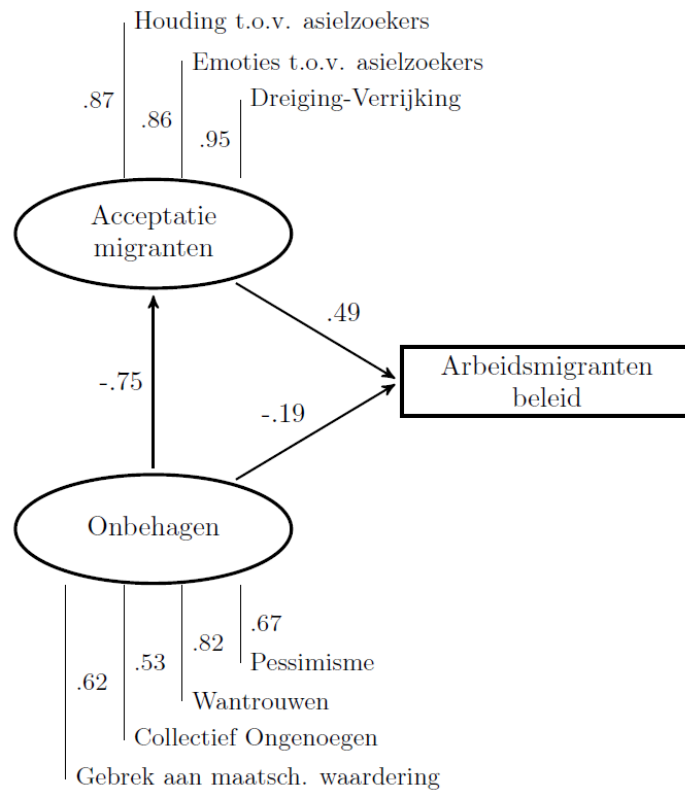 Houding t.o.v. asielzoekers
Emoties t.o.v. asielzoekers
.87
Dreiging-Verrijking
.86
.95
Acceptatie
migranten
.49
Arbeidsmigranten
beleid
-.75
-.19
Onbehagen
.67
.82
.53
Pessimisme
.62
Wantrouwen
Collectief Ongenoegen
Gebrek aan maatsch. waardering